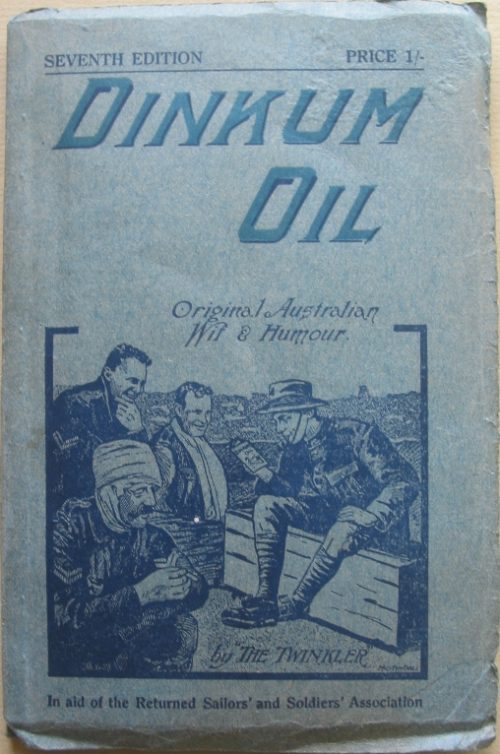 SEVENTH EDITION PRICE 1/-
DINKUM
OIL
Original Australian
Wit & Humour.
by THE TWINKLER
In aid of the Returned Sailors' and Soldiers' Association